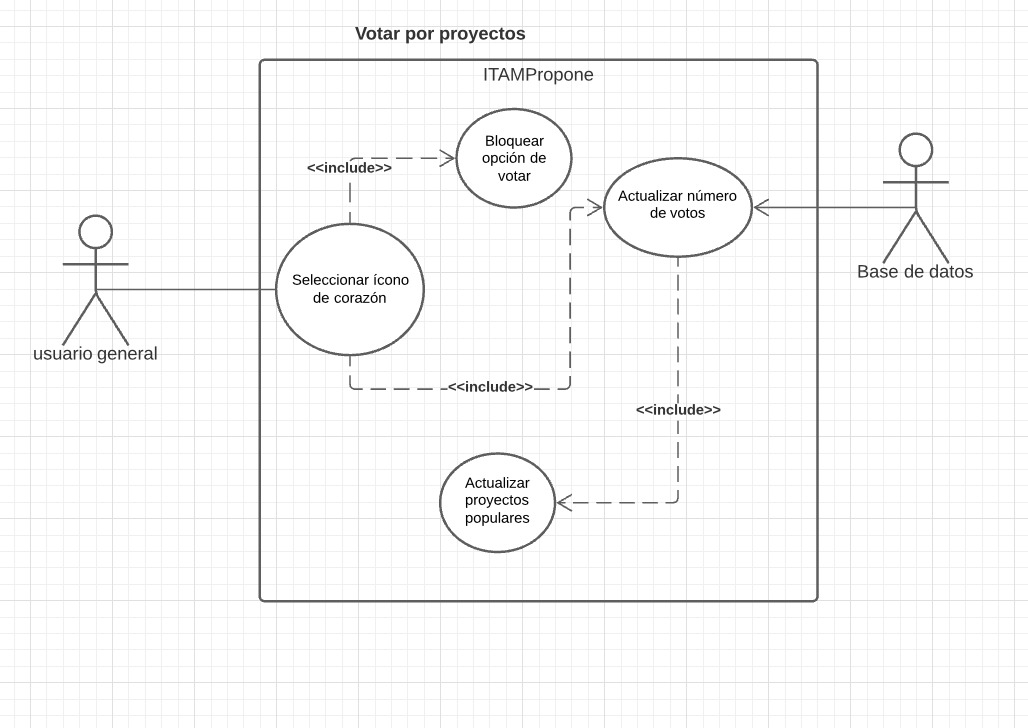 Votar por proyectos
ITAMPropone
Bloquear
opción de
votar
<<include>>
Actualizar número
de votos
Base de datos
Seleccionar ícono
de corazón
usuario general
<<include>>
<<include>>
Actualizar
proyectos
populares